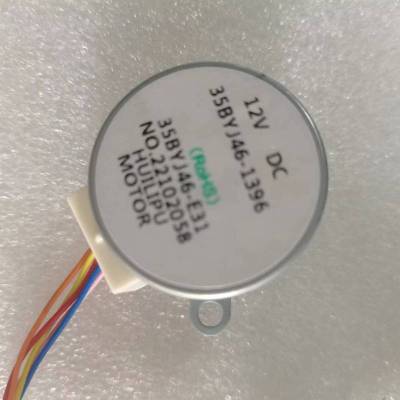 12V DC
35BYJ46-1396
(RoHS)
35BYJ46-E31
NO.22102058
HUILIPU
MOTOR